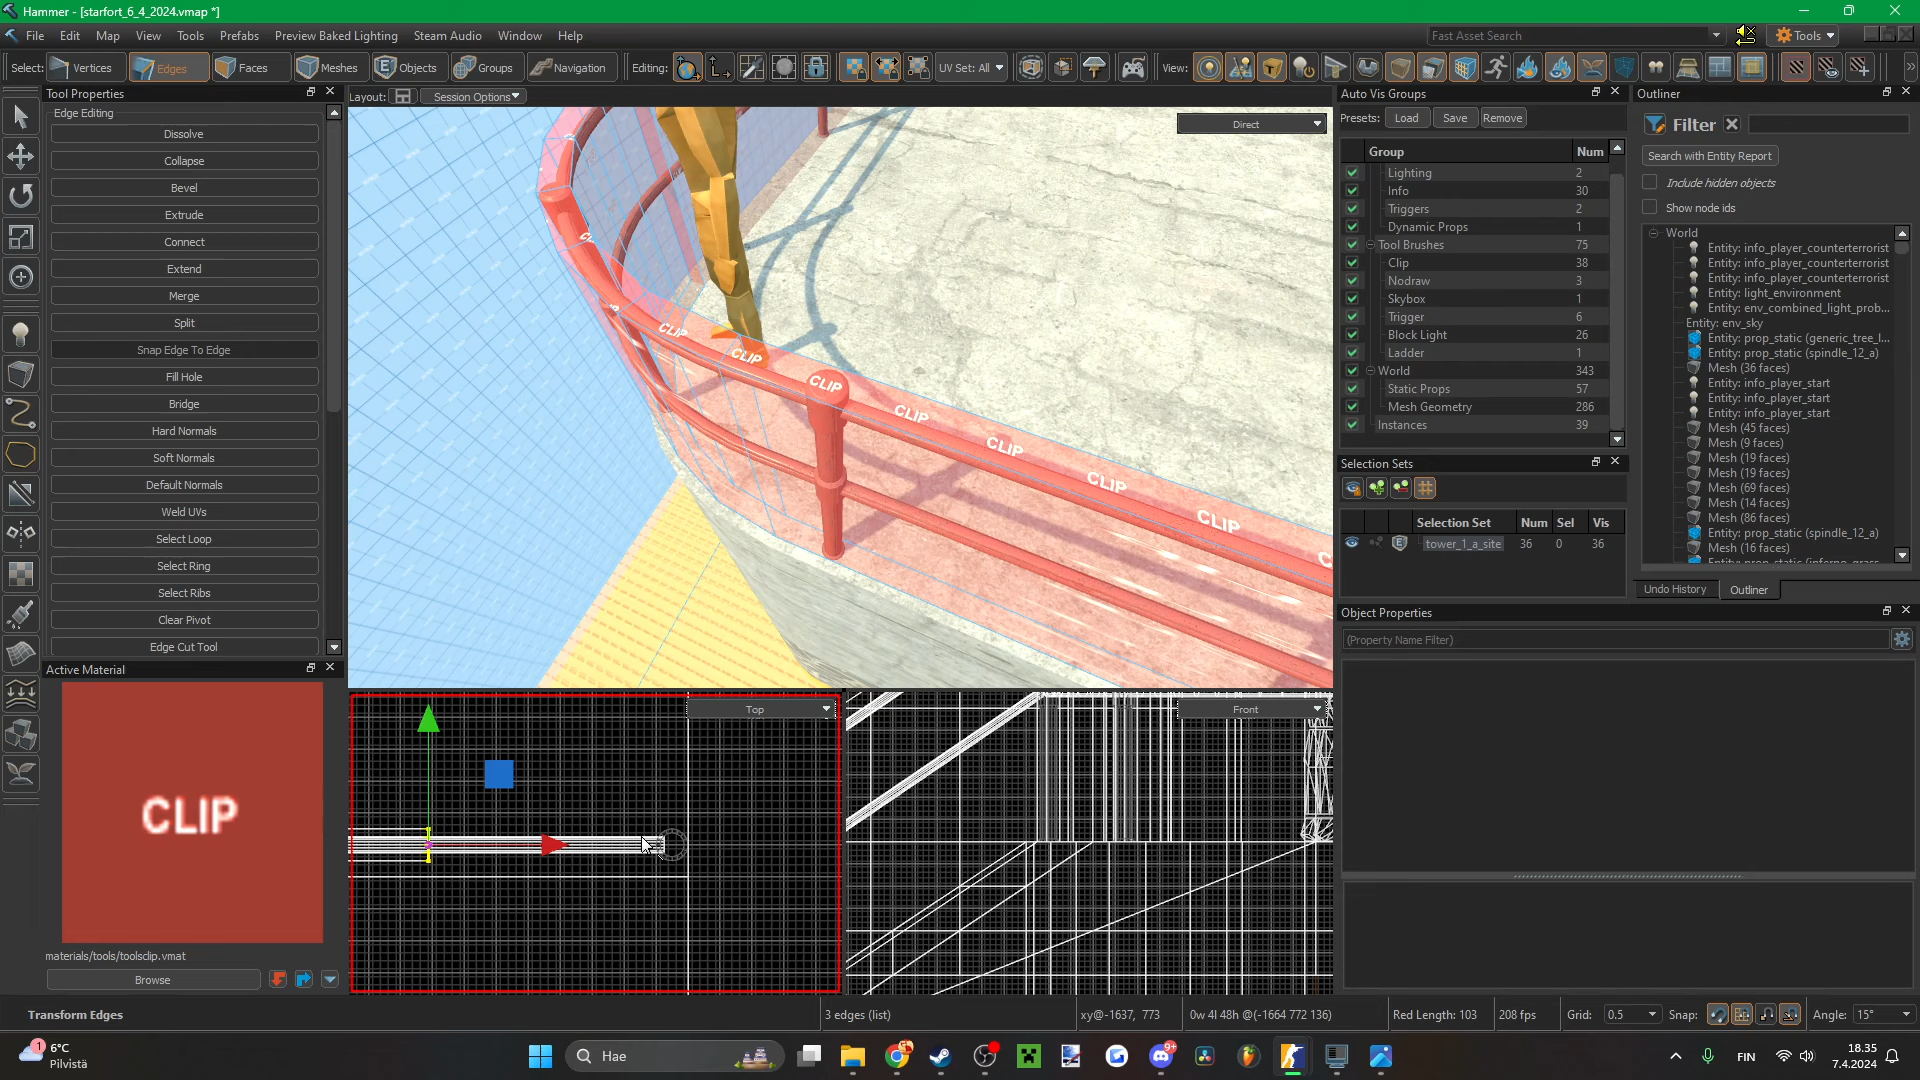 Hammer - [starfort_6_4_2024.vmap *]
File Edit Map View Tools Prefabs Preview Baked Lighting Steam Audio Window Help
Fast Asset Search
Tools
Select: Vertices Edges Faces Meshes Objects Groups Navigation Editing: UV Set: All View:
Tool Properties
Layout: Session Options
Auto Vis Groups
Outliner
Edge Editing
Dissolve
Collapse
Bevel
Extrude
Connect
Extend
Merge
Split
Snap Edge To Edge
Fill Hole
Bridge
Hard Normals
Soft Normals
Default Normals
Weld UVs
Select Loop
Select Ring
Select Ribs
Clear Pivot
Edge Cut Tool
Active Material
CLIP
materials/tools/toolsclip.vmat
Browse
Direct
CLIP
CLIP
CLIP
CLIP
CLIP
CLIP
CLIP
Top
Front
Presets: Load Save Remove
Group Num
Lighting 2
Info 30
Triggers 2
Dynamic Props 1
Tool Brushes 75
Clip 38
Nodraw 3
Skybox 1
Trigger 6
Block Light 26
Ladder 1
World 343
Static Props 57
Mesh Geometry 286
Instances 39
Selection Sets
Selection Set Num Sel Vis
tower_1_a_site 36 0 36
Filter
Search with Entity Report
Include hidden objects
Show node ids
World
Entity: info_player_counterterrorist
Entity: info_player_counterterrorist
Entity: info_player_counterterrorist
Entity: light_environment
Entity: env_combined_light_prob...
Entity: env_sky
Entity: prop_static (generic_tree_l...
Entity: prop_static (spindle_12_a)
Mesh (36 faces)
Entity: info_player_start
Entity: info_player_start
Entity: info_player_start
Mesh (45 faces)
Mesh (9 faces)
Mesh (19 faces)
Mesh (19 faces)
Mesh (69 faces)
Mesh (14 faces)
Mesh (86 faces)
Entity: prop_static (spindle_12_a)
Mesh (16 faces)
Undo History Outliner
Object Properties
(Property Name Filter)
Transform Edges 3 edges (list) xy@-1637, 773 0w 4l 48h @(-1664 772 136) Red Length: 103 208 fps Grid: 0.5 Snap: Angle: 15°
1
6°C
Pilvistä
Hae
9+
FIN
18.35
7.4.2024